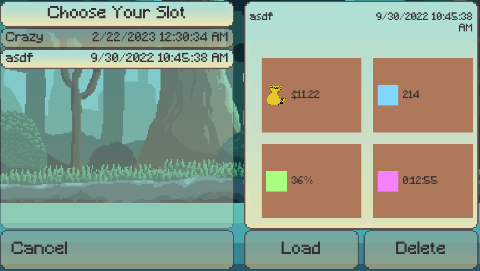 Choose Your Slot
Crazy 2/22/2023 12:30:34 AM
asdf 9/30/2022 10:45:38 AM
asdf 9/30/2022 10:45:38
AM
$11.22
214
36%
0:12:55
Cancel
Load
Delete